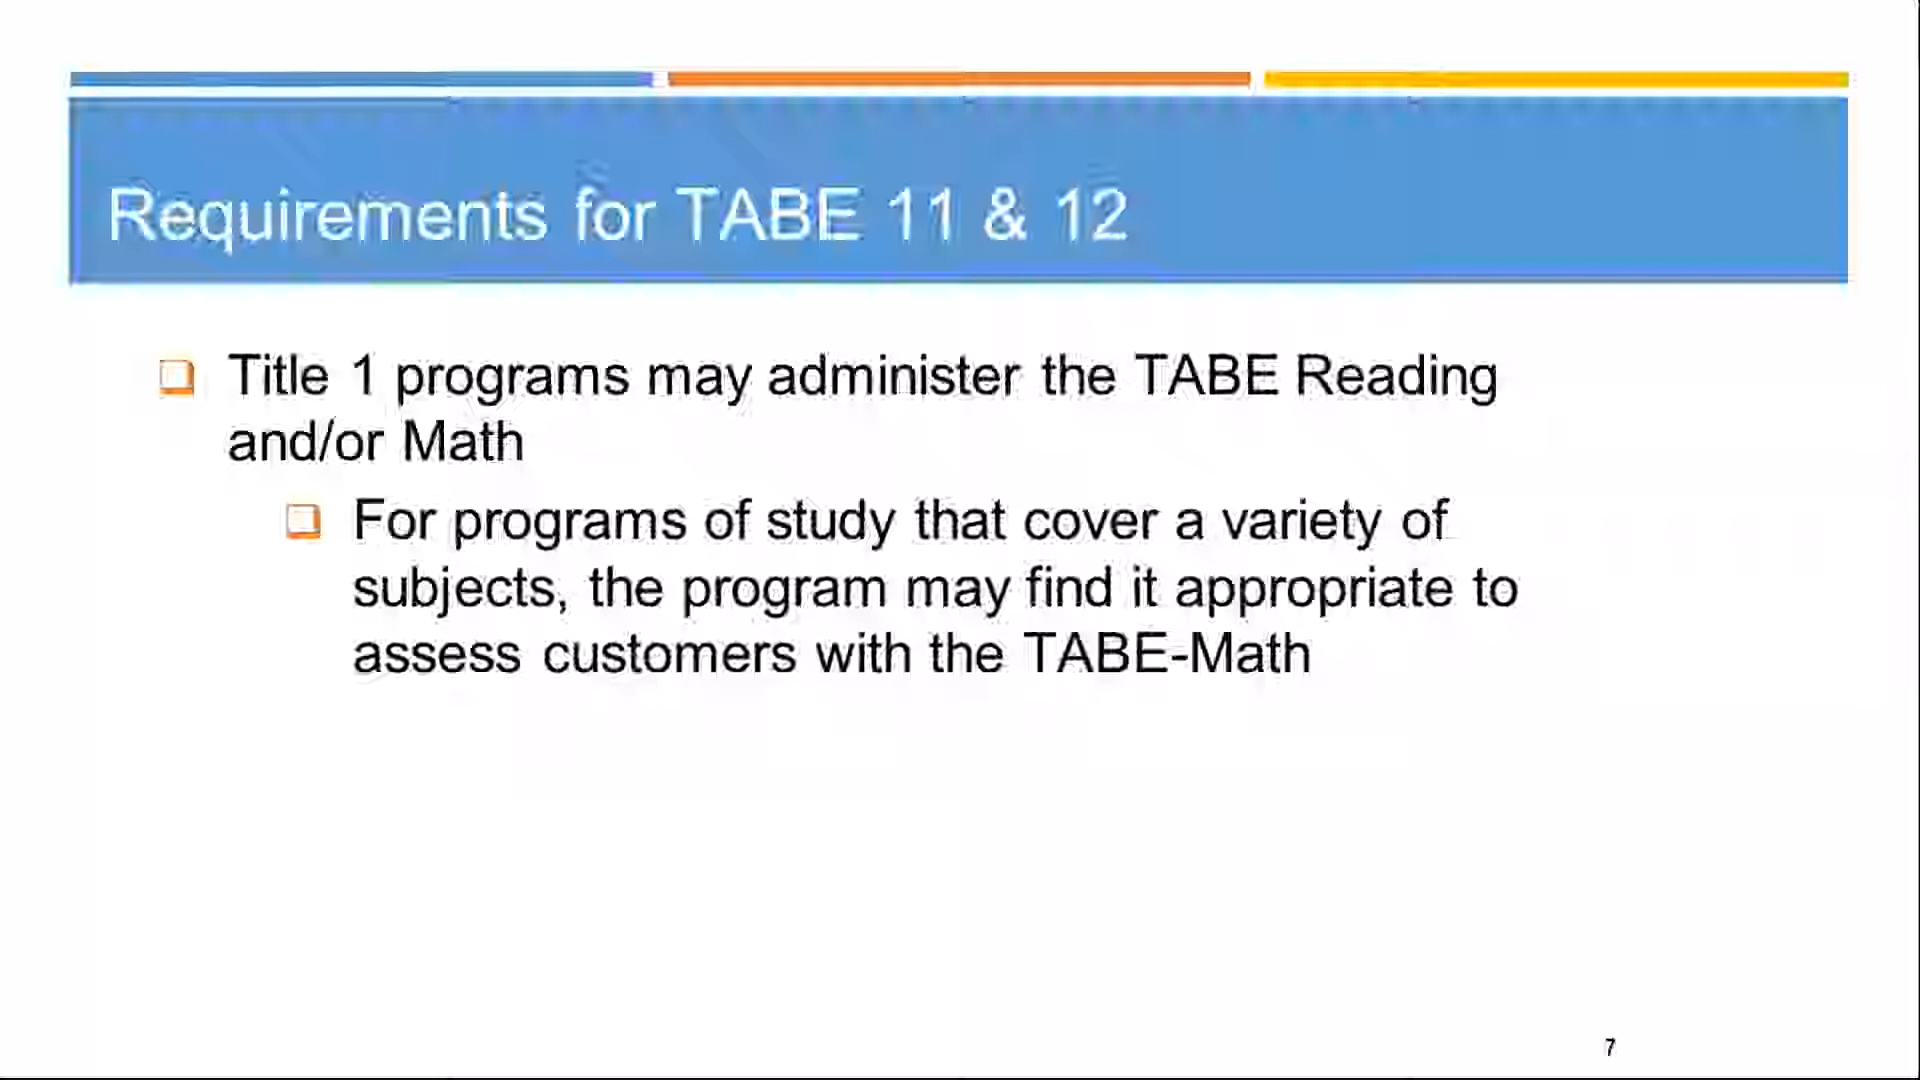 Requirements for TABE 11 & 12
Title 1 programs may administer the TABE Reading
and/or Math
For programs of study that cover a variety of
subjects, the program may find it appropriate to
assess customers with the TABE-Math
7